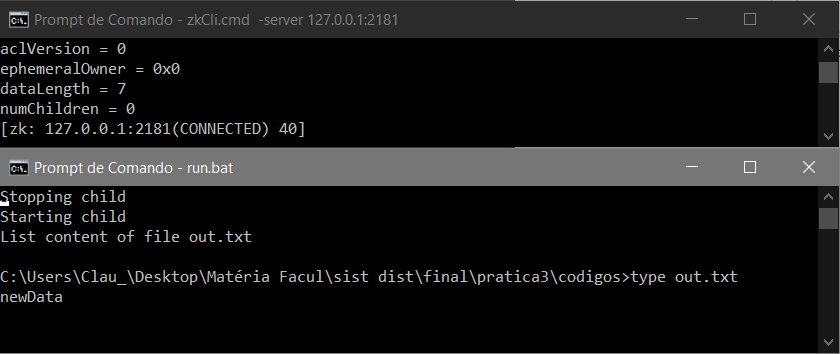 Prompt de Comando - zkCli.cmd -server 127.0.0.1:2181
aclVersion = 0
ephemeralOwner = 0x0
dataLength = 7
numChildren = 0
[zk: 127.0.0.1:2181(CONNECTED) 40]
Prompt de Comando - run.bat
Stopping child
Starting child
List content of file out.txt
C:\Users\Clau_\Desktop\Matéria Facul\sist dist\final\pratica3\codigos>type out.txt
newData